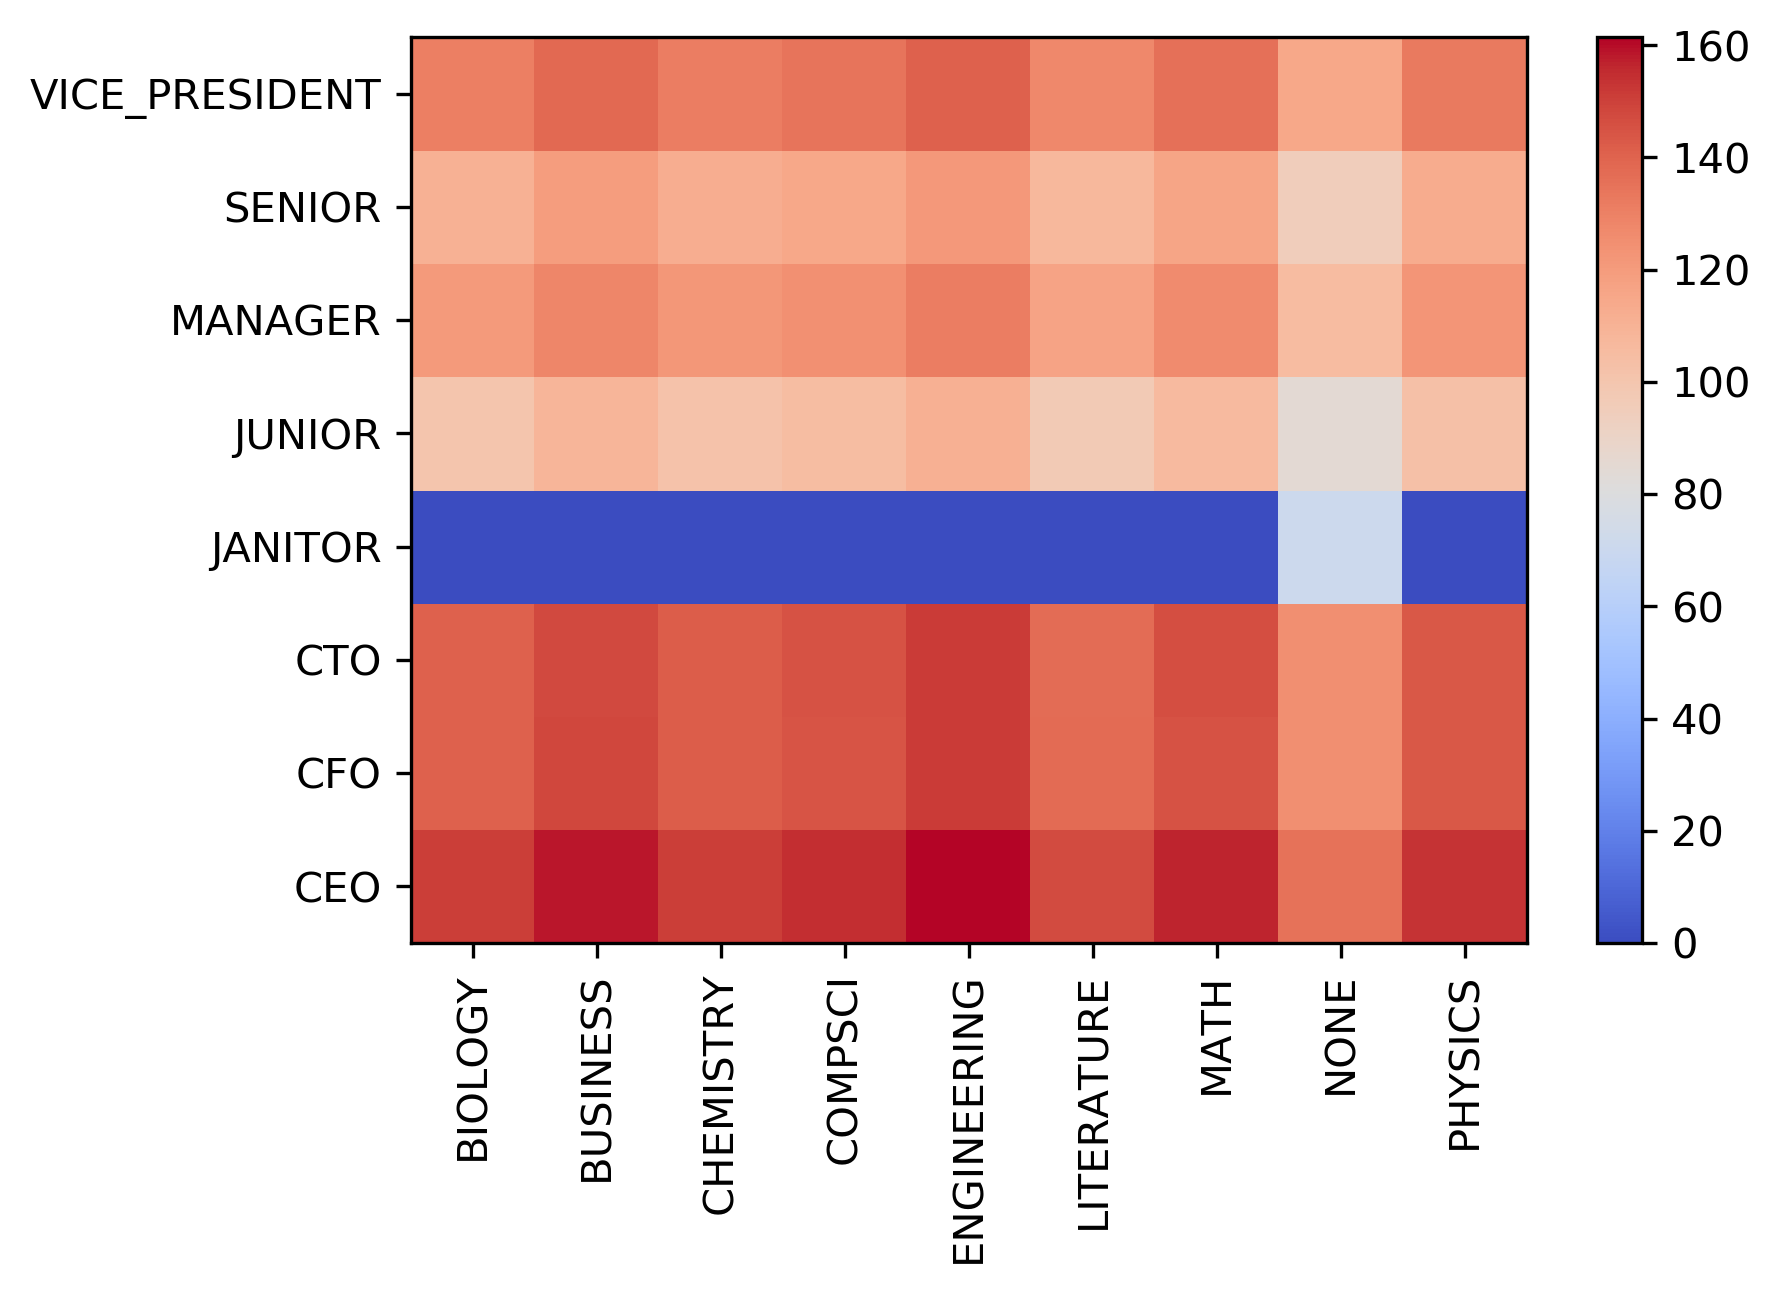 VICE_PRESIDENT
SENIOR
MANAGER
JUNIOR
JANITOR
CTO
CFO
CEO
BIOLOGY
BUSINESS
CHEMISTRY
COMPSCI
ENGINEERING
LITERATURE
MATH
NONE
PHYSICS
160
140
120
100
80
60
40
20
0